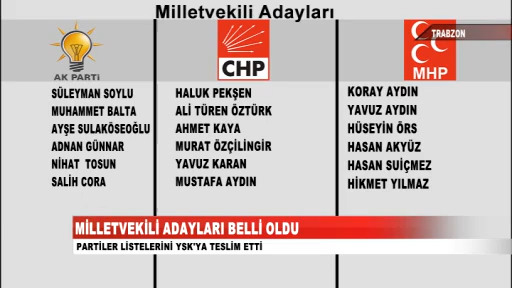 Milletvekili Adayları
TRABZON
AK PARTİ
SÜLEYMAN SOYLU
MUHAMMET BALTA
AYŞE SULAKÖSEOĞLU
ADNAN GÜNNAR
NİHAT TOSUN
SALİH CORA
CHP
HALUK PEKŞEN
ALİ TÜREN ÖZTÜRK
AHMET KAYA
MURAT ÖZÇİLİNGİR
YAVUZ KARAN
MUSTAFA AYDIN
MHP
KORAY AYDIN
YAVUZ AYDIN
HÜSEYİN ÖRS
HASAN AKYÜZ
HASAN SUİÇMEZ
HİKMET YILMAZ
MİLLETVEKİLİ ADAYLARI BELLİ OLDU
PARTİLER LİSTELERİNİ YSK'YA TESLİM ETTİ